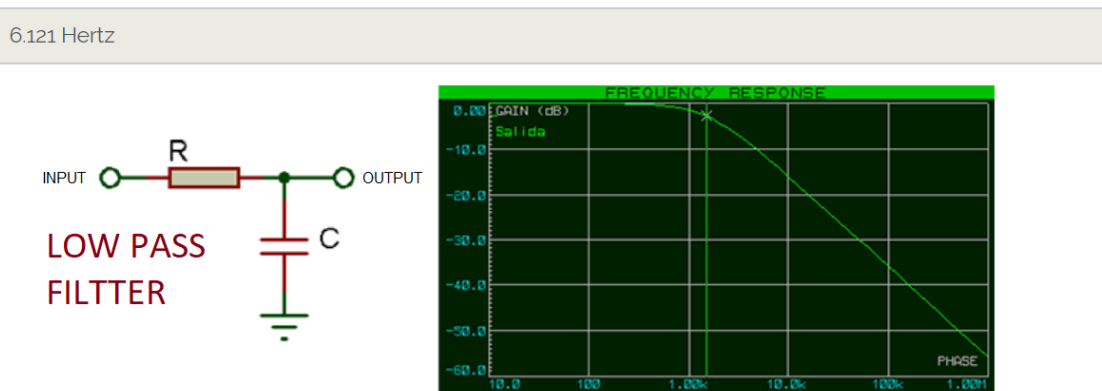 6.121 Hertz
FREQUENCY RESPONSE
0.00
GAIN (dB)
Salida
-10.0
-20.0
-30.0
-40.0
-50.0
-60.0
PHASE
10.0
100
1.00k
10.0k
100k
1.00M
R
INPUT
OUTPUT
C
LOW PASS
FILTTER